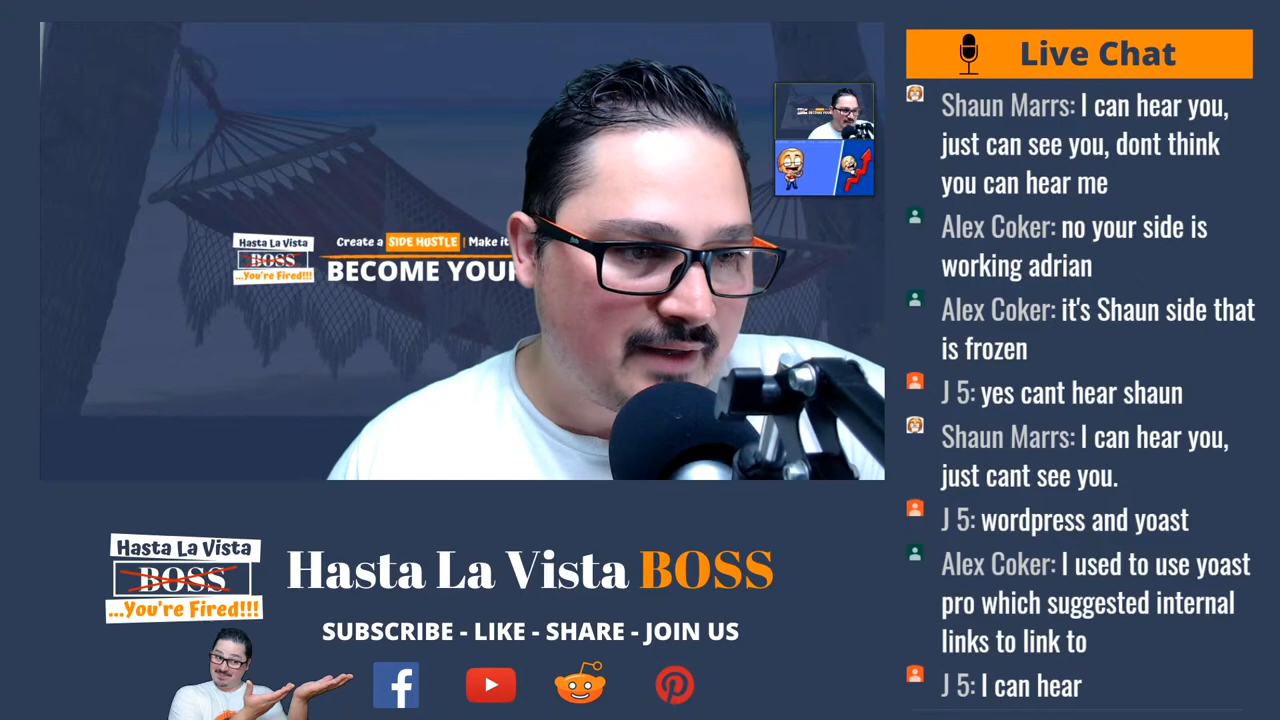 Hasta La Vista
BOSS
...You're Fired!!!
Create a SIDE HUSTLE | Make it
BECOME YOUR
Live Chat
Shaun Marrs: I can hear you,
just can see you, dont think
you can hear me
Alex Coker: no your side is
working adrian
Alex Coker: it's Shaun side that
is frozen
J 5: yes cant hear shaun
Shaun Marrs: I can hear you,
just cant see you.
J 5: wordpress and yoast
Alex Coker: I used to use yoast
pro which suggested internal
links to link to
J 5: I can hear
Hasta La Vista
BOSS
...You're Fired!!!
Hasta La Vista BOSS
SUBSCRIBE - LIKE - SHARE - JOIN US